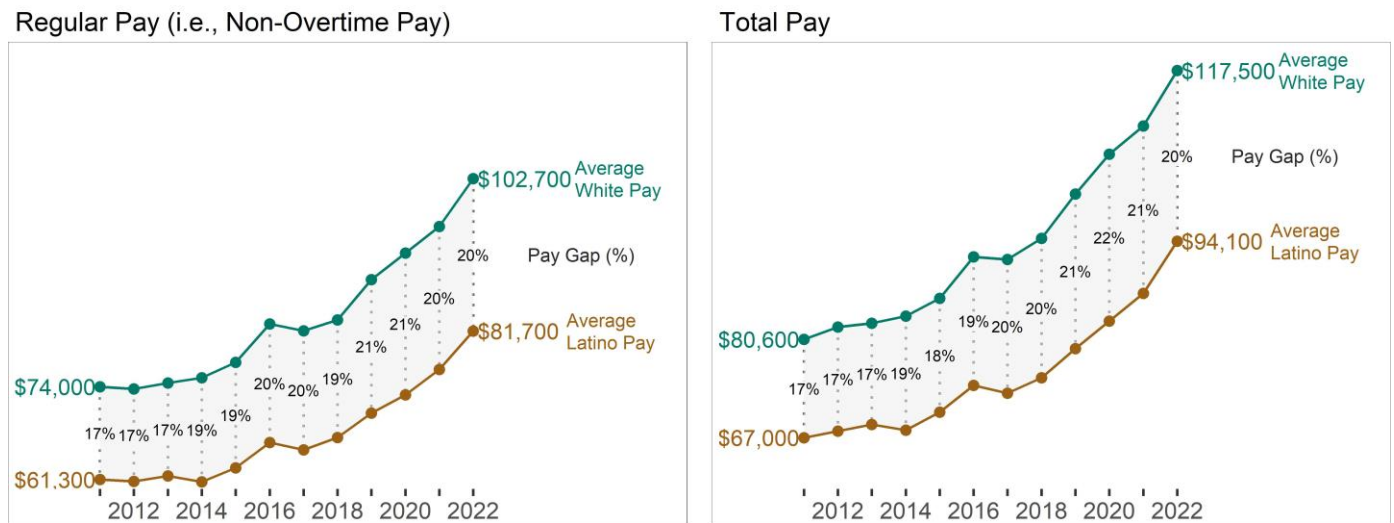 Regular Pay (i.e., Non-Overtime Pay)
$102,700 Average
White Pay
Pay Gap (%)
$81,700 Average
Latino Pay
$74,000
$61,300
17% 17% 17% 19% 19% 20% 20% 19% 21% 21% 20% 20%
2012 2014 2016 2018 2020 2022
Total Pay
$117,500 Average
White Pay
Pay Gap (%)
$94,100 Average
Latino Pay
$80,600
$67,000
17% 17% 17% 19% 18% 19% 20% 20% 21% 22% 21% 20%
2012 2014 2016 2018 2020 2022